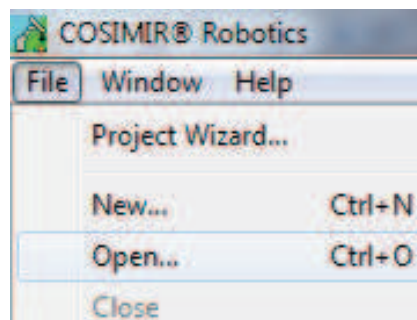 COSIMIR® Robotics
File Window Help
Project Wizard...
New... Ctrl+N
Open... Ctrl+O
Close